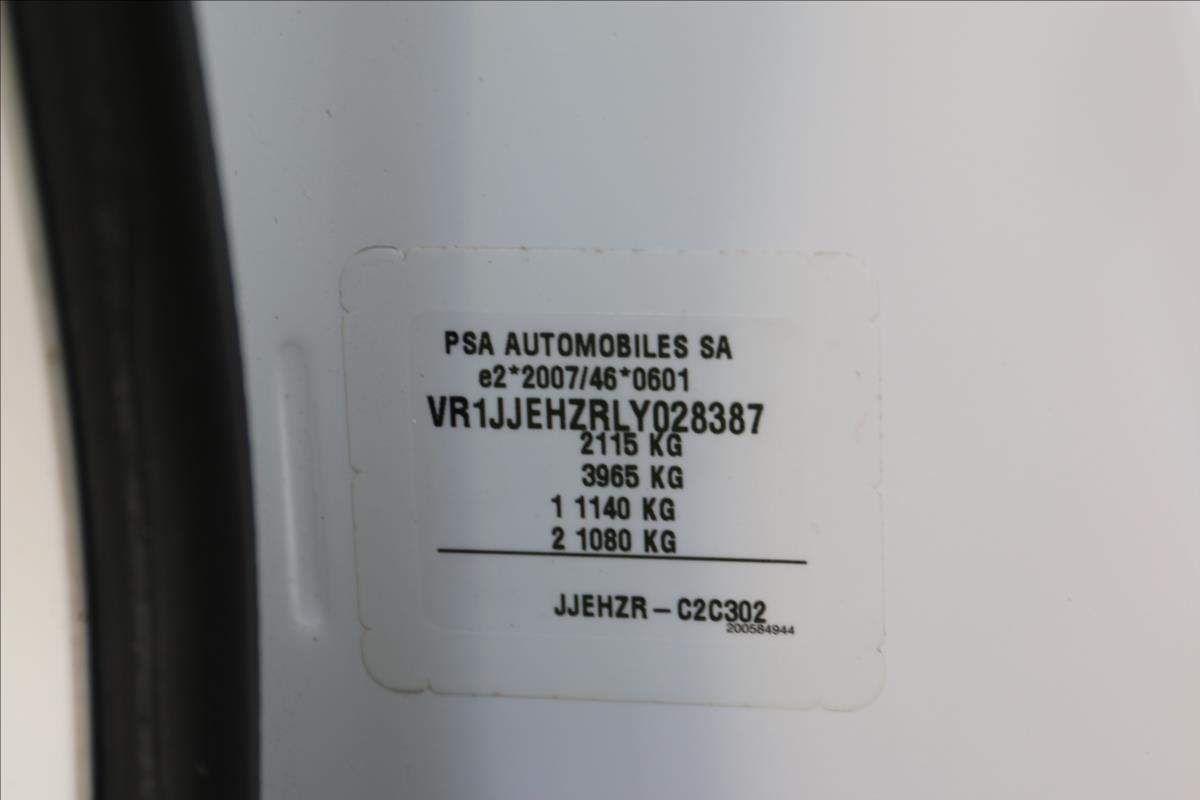 PSA AUTOMOBILES SA
e2*2007/46*0601
VR1JJEHZRLY028387
2115 KG
3965 KG
1 1140 KG
2 1080 KG
JJEHZR – C2C302
200584944